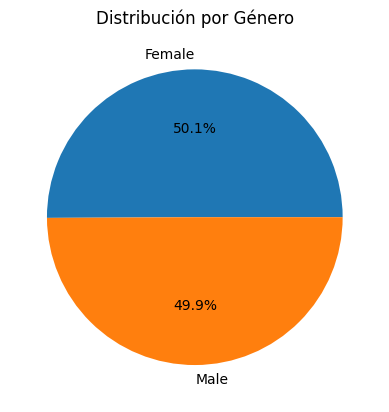 Distribución por Género
Female
50.1%
49.9%
Male